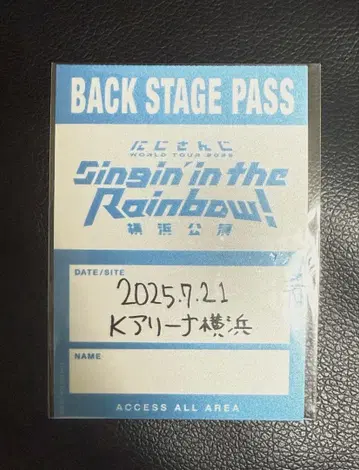 BACK STAGE PASS
にじさんじ
WORLD TOUR 2025
Singin' in the
Rainbow!
横浜公演
DATE/SITE
2025.7.21
Kアリーナ横浜
NAME
ACCESS ALL AREA